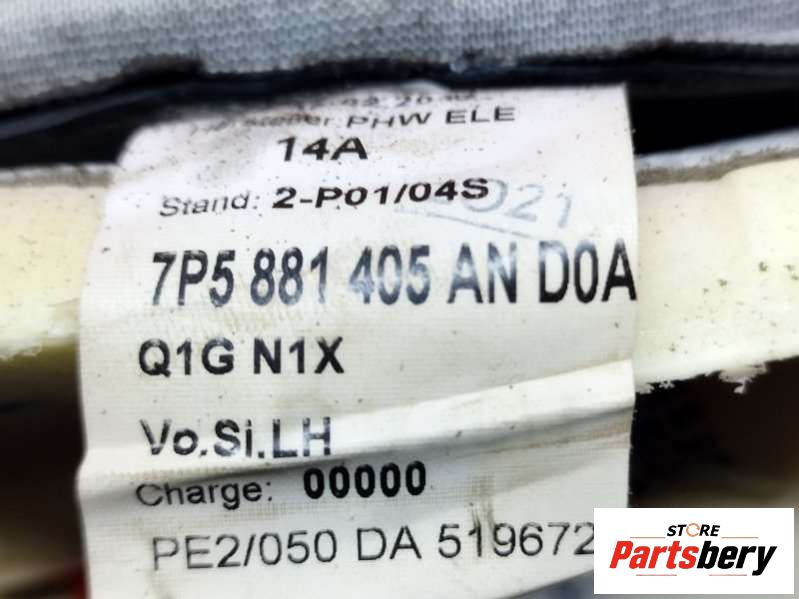 PHW ELE
14A
Stand: 2-P01/04S
021
7P5 881 405 AN D0A
Q1G N1X
Vo.Si.LH
Charge: 00000
PE2/050 DA 519672
STORE
Partsbery